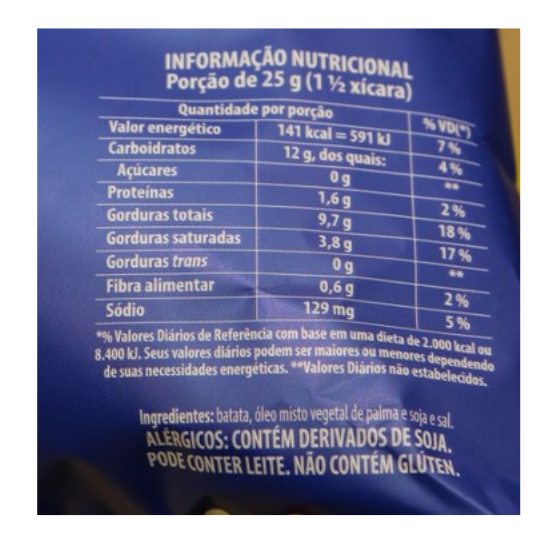 INFORMAÇÃO NUTRICIONAL
Porção de 25 g (1 ½ xícara)
Quantidade por porção % VD(*)
Valor energético 141 kcal = 591 kJ 7 %
Carboidratos 12 g, dos quais: 4 %
Açúcares 0 g **
Proteínas 1,6 g 2 %
Gorduras totais 9,7 g 18 %
Gorduras saturadas 3,8 g 17 %
Gorduras trans 0 g **
Fibra alimentar 0,6 g 2 %
Sódio 129 mg 5 %
*% Valores Diários de Referência com base em uma dieta de 2.000 kcal ou
8.400 kJ. Seus valores diários podem ser maiores ou menores dependendo
de suas necessidades energéticas. **Valores Diários não estabelecidos.
Ingredientes: batata, óleo misto vegetal de palma e soja e sal.
ALÉRGICOS: CONTÉM DERIVADOS DE SOJA.
PODE CONTER LEITE. NÃO CONTÉM GLÚTEN.